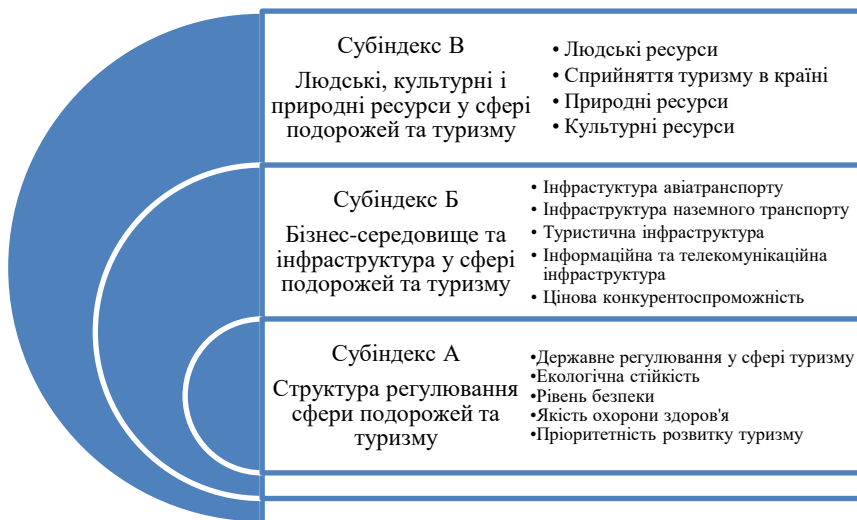 Субіндекс В
Людські, культурні і
природні ресурси у сфері
подорожей та туризму
• Людські ресурси
• Сприйняття туризму в країні
• Природні ресурси
• Культурні ресурси
Субіндекс Б
Бізнес-середовище та
інфраструктура у сфері
подорожей та туризму
• Інфрастуктура авіатранспорту
• Інфраструктура наземного транспорту
• Туристична інфраструктура
• Інформаційна та телекомунікаційна
інфраструктура
• Цінова конкурентоспроможність
Субіндекс А
Структура регулювання
сфери подорожей та
туризму
•Державне регулювання у сфері туризму
•Екологічна стійкість
•Рівень безпеки
•Якість охорони здоров'я
•Пріоритетність розвитку туризму